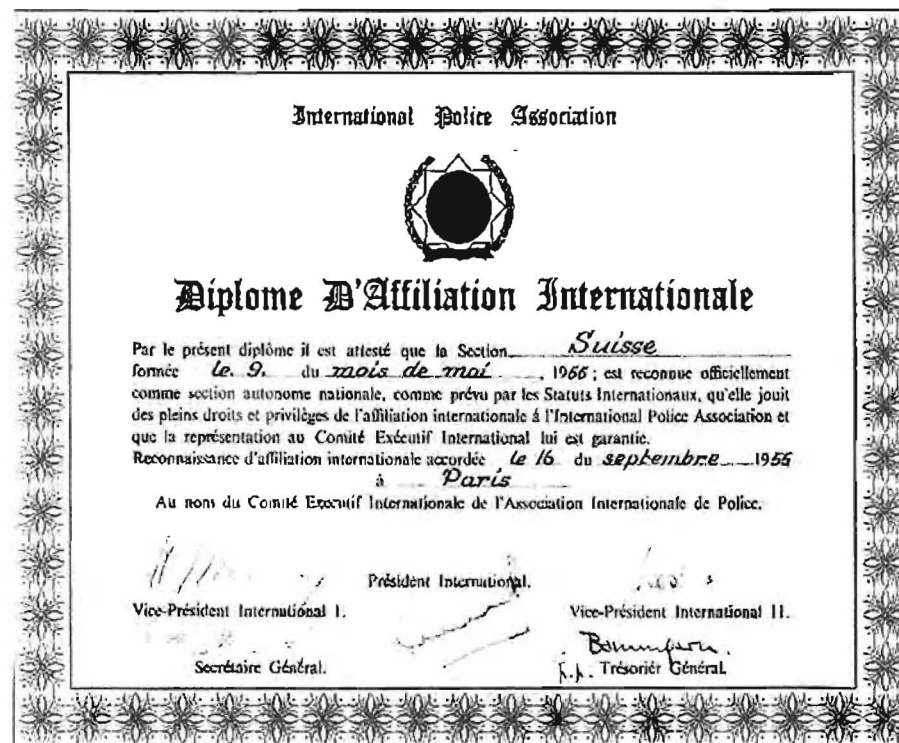 International Police Association
Diplome D'Affiliation Internationale
Par le présent diplôme il est attesté que la Section Suisse
formée le 9. du mois de mai, 1955; est reconnue officiellement
comme section autonome nationale, comme prévu par les Statuts Internationaux, qu'elle jouit
des pleins droits et privilèges de l'affiliation internationale á l'International Police Association et
que la représentation au Comité Exécutif International lui est garantie.
Reconnaissance d'affiliation internationale accordée, le 16 du septembre 1955
à Paris
Au nom du Comité Executif Internationale de l'Association Internationale de Police.
Président International.
Vice-Président International I. Vice-Président International II.
Secrétaire Général. Trésoriér Général.